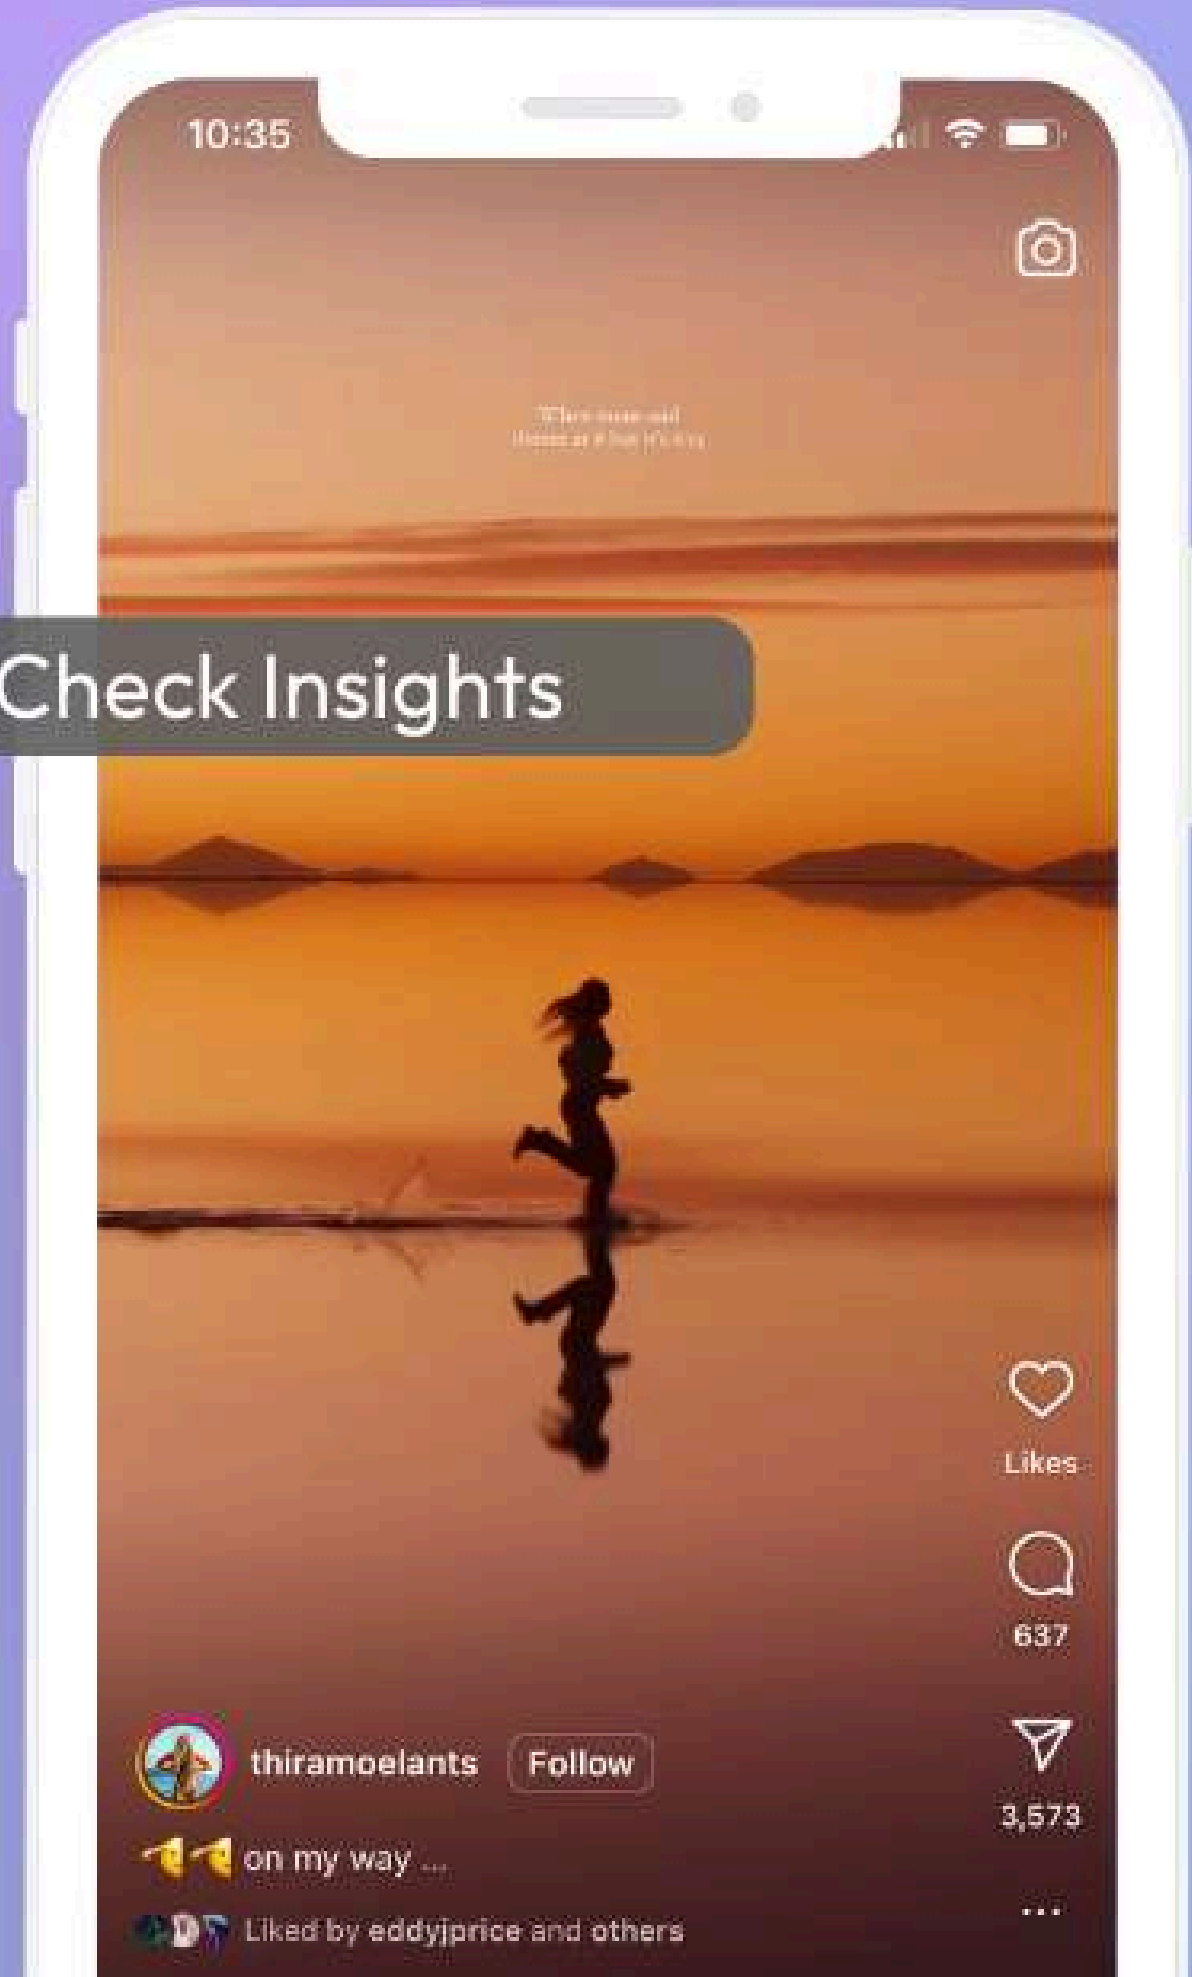 10:35
Check Insights
Likes
637
thiramoelants
Follow
3,573
on my way ...
Liked by eddyjprice and others